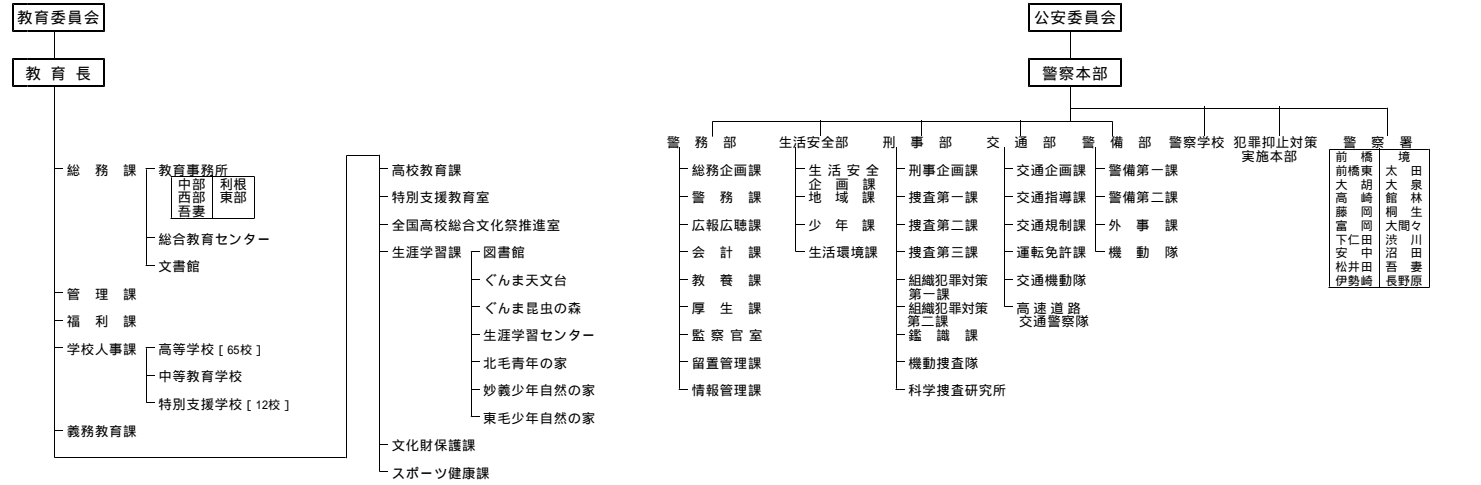 教育委員会
教育長
総務課
教育事務所
中部 利根
西部 東部
吾妻
総合教育センター
文書館
管理課
福利課
学校人事課
高等学校 [ 65校 ]
中等教育学校
特別支援学校 [ 12校 ]
義務教育課
高校教育課
特別支援教育室
全国高校総合文化祭推進室
生涯学習課
図書館
ぐんま天文台
ぐんま昆虫の森
生涯学習センター
北毛青年の家
妙義少年自然の家
東毛少年自然の家
文化財保護課
スポーツ健康課
公安委員会
警察本部
警務部
総務企画課
警務課
広報広聴課
会計課
教養課
厚生課
監察官室
留置管理課
情報管理課
生活安全部
生活安全
企画課
地域課
少年課
生活環境課
刑事部
刑事企画課
捜査第一課
捜査第二課
捜査第三課
組織犯罪対策
第一課
組織犯罪対策
第二課
鑑識課
機動捜査隊
科学捜査研究所
交通部
交通企画課
交通指導課
交通規制課
運転免許課
交通機動隊
高速道路
交通警察隊
警備部
警備第一課
警備第二課
外事課
機動隊
警察学校
犯罪抑止対策
実施本部
警察署
前橋 境
前橋東 太田
大胡 大泉
高崎 館林
藤岡 桐生
富岡 大間々
下仁田 渋川
安中 沼田
松井田 吾妻
伊勢崎 長野原